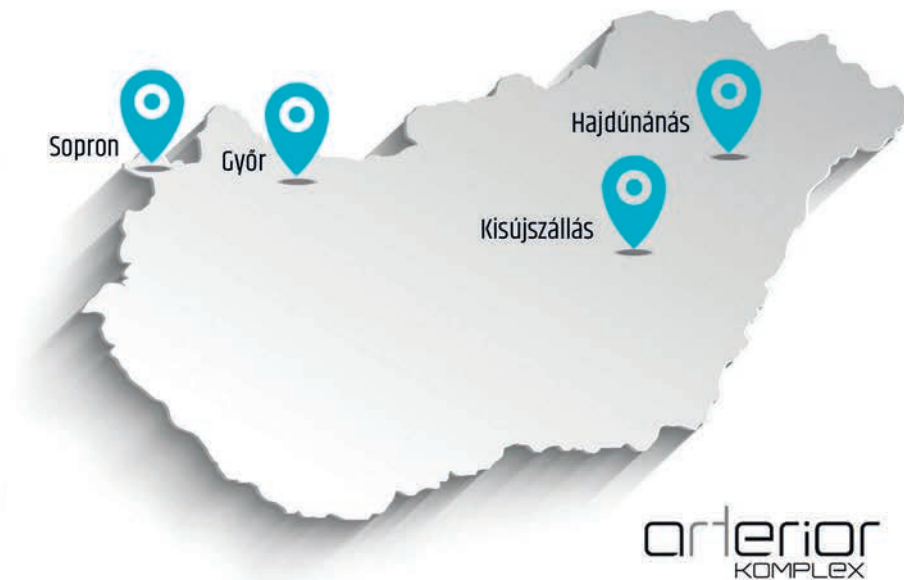 Sopron
Győr
Hajdúnánás
Kisújszállás
arterior
KOMPLEX